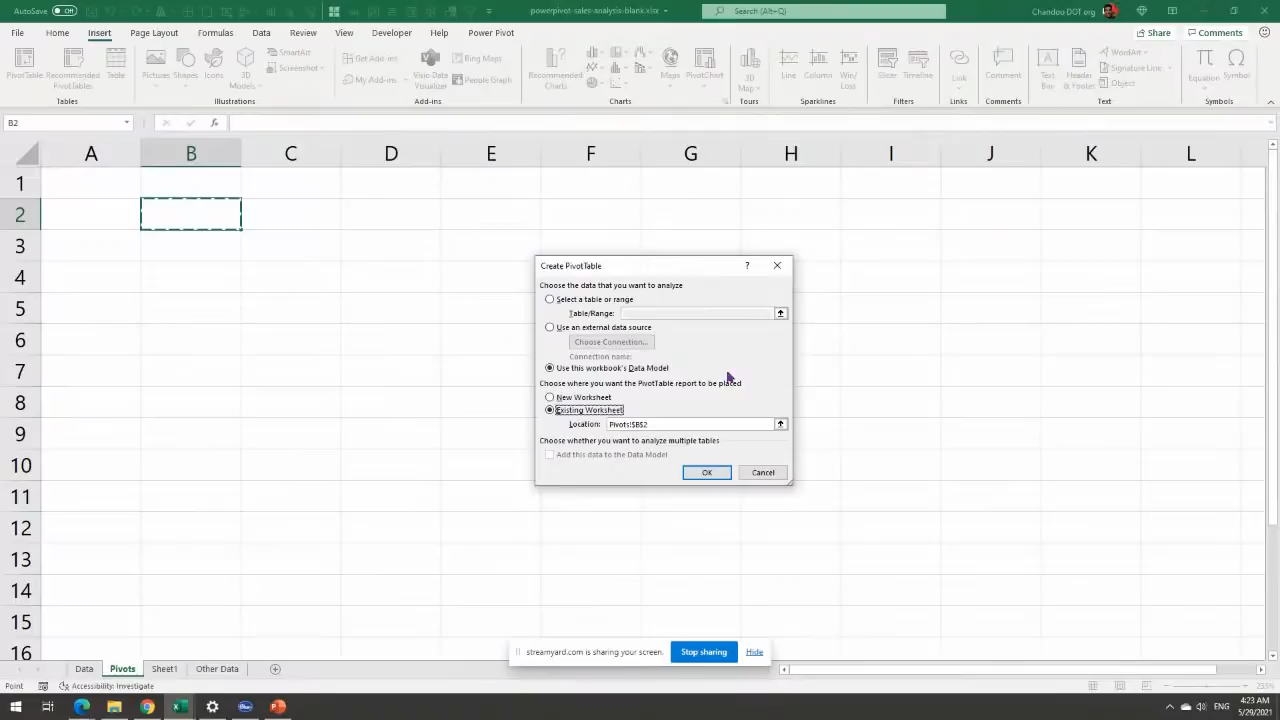 AutoSave Off powerpivot-sales-analysis-blank.xlsx Search (Alt+Q) Chandoo DOT org
File Home Insert Page Layout Formulas Data Review View Developer Help Power Pivot Share Comments
PivotTable Recommended PivotTables Table Pictures Shapes Icons 3D Models SmartArt Screenshot Get Add-ins My Add-ins Visio-Data Visualizer Bing Maps People Graph Recommended Charts Maps PivotChart 3D Map Line Column Win/Loss Slicer Timeline Link Comment Text Box Header & Footer WordArt Signature Line Object Equation Symbol
Tables Illustrations Add-ins Charts Tours Sparklines Filters Links Comments Text Symbols
B2 fx
A B C D E F G H I J K L
1
2
3
4
5
6
7
8
9
10
11
12
13
14
15
16
Create PivotTable ?
Choose the data that you want to analyze
Select a table or range
Table/Range:
Use an external data source
Choose Connection...
Connection name:
Use this workbook's Data Model
Choose where you want the PivotTable report to be placed
New Worksheet
Existing Worksheet
Location: Pivots!$B$2
Choose whether you want to analyze multiple tables
Add this data to the Data Model
OK Cancel
streamyard.com is sharing your screen. Stop sharing Hide
Data Pivots Sheet1 Other Data
Accessibility: Investigate
ENG 4:23 AM
5/29/2021